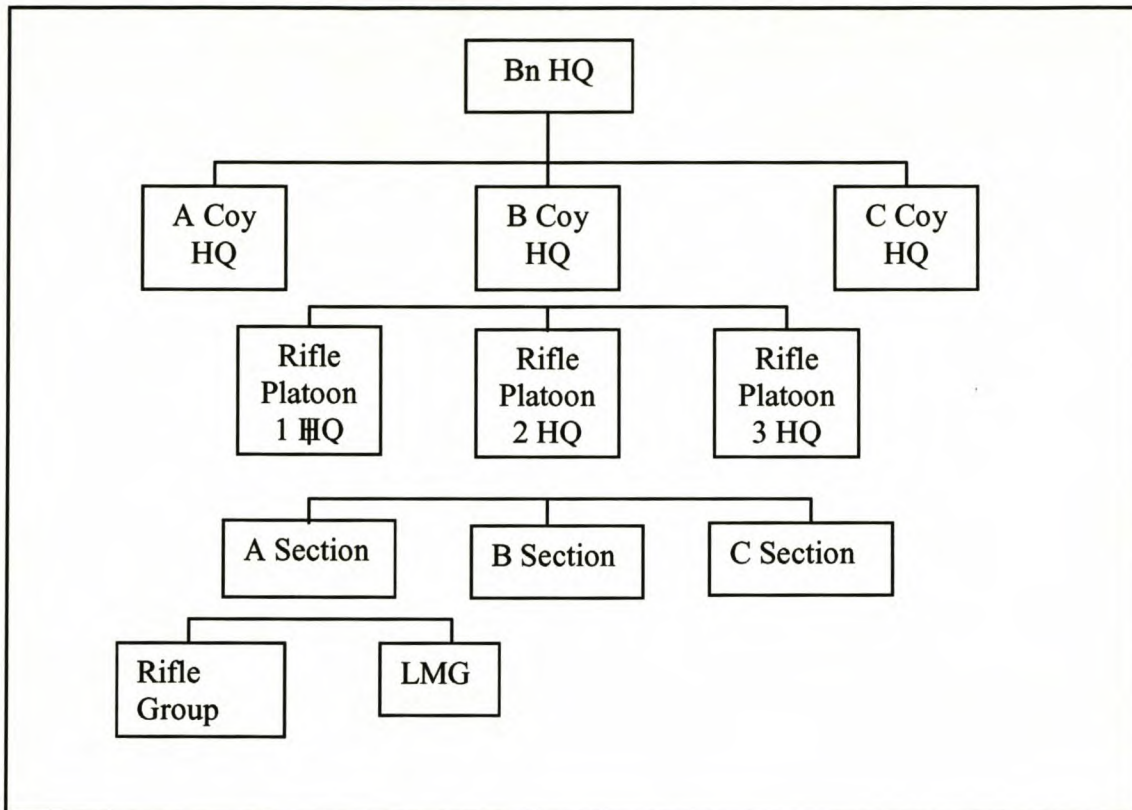 Bn HQ
A Coy
HQ
B Coy
HQ
C Coy
HQ
Rifle
Platoon
1 HQ
Rifle
Platoon
2 HQ
Rifle
Platoon
3 HQ
A Section
B Section
C Section
Rifle
Group
LMG